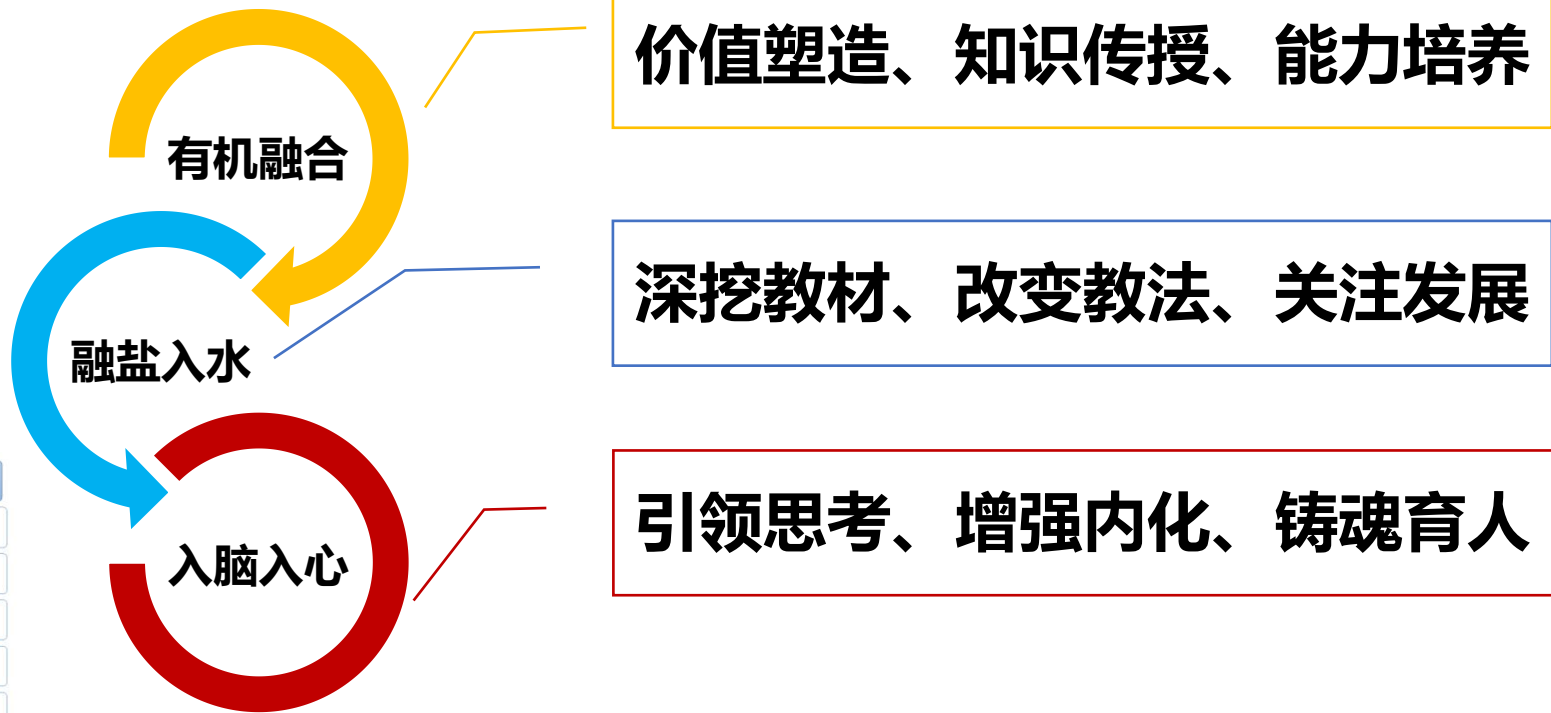 价值塑造、知识传授、能力培养
有机融合
深挖教材、改变教法、关注发展
融盐入水
引领思考、增强内化、铸魂育人
入脑入心